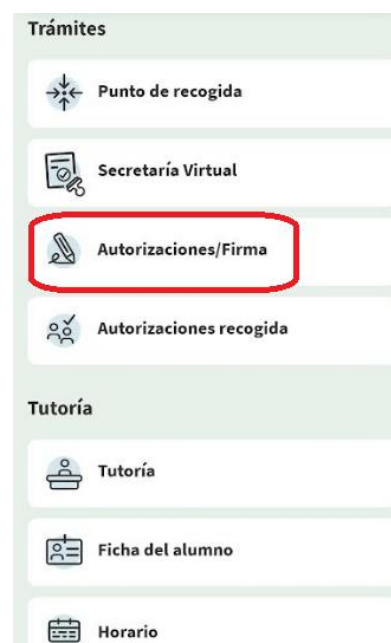 Trámites
Punto de recogida
Secretaría Virtual
Autorizaciones/Firma
Autorizaciones recogida
Tutoría
Tutoría
Ficha del alumno
Horario